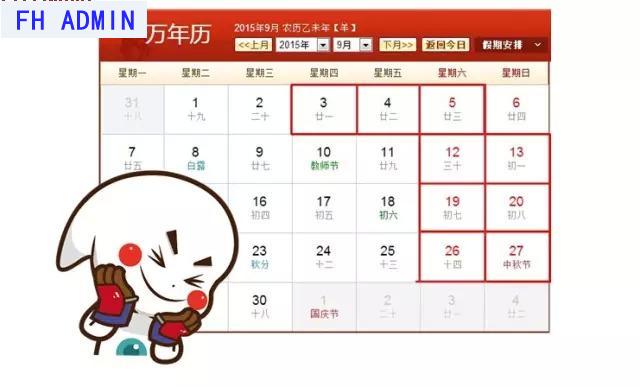 FH ADMIN
万年历
2015年9月 农历乙未年【羊】
<<上月 2015年 9月 下月>> 返回今日 假期安排
星期一 星期二 星期三 星期四 星期五 星期六 星期日
31 1 2 3 4 5 6
十八 十九 二十 廿一 廿二 廿三 廿四
7 8 9 10 11 12 13
廿五 白露 廿七 教师节 廿九 三十 初一
16 17 18 19 20
初四 初五 初六 初七 初八
23 24 25 26 27
秋分 十二 十三 十四 中秋节
30 1 2 3 4
十八 国庆节 二十 廿一 廿二